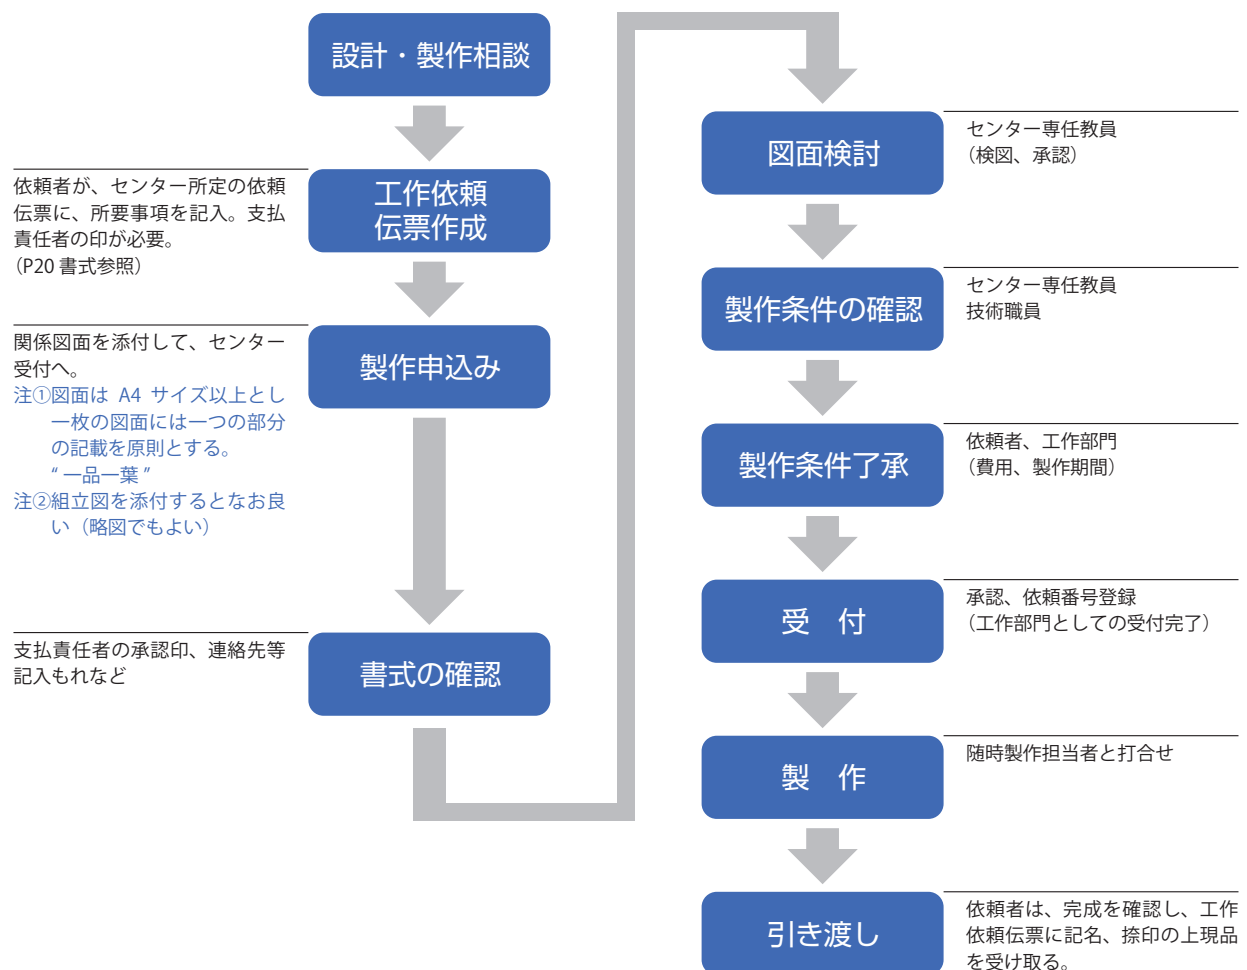 設計・製作相談
依頼者が、センター所定の依頼
伝票に、所要事項を記入。支払
責任者の印が必要。
（P20 書式参照）
工作依頼
伝票作成
関係図面を添付して、センター
受付へ。
注①図面は A4 サイズ以上とし
一枚の図面には一つの部分
の記載を原則とする。
“ 一品一葉 ”
注②組立図を添付するとなお良
い（略図でもよい）
製作申込み
支払責任者の承認印、連絡先等
記入もれなど
書式の確認
図面検討
センター専任教員
（検図、承認）
製作条件の確認
センター専任教員
技術職員
製作条件了承
依頼者、工作部門
（費用、製作期間）
受　付
承認、依頼番号登録
（工作部門としての受付完了）
製　作
随時製作担当者と打合せ
引き渡し
依頼者は、完成を確認し、工作
依頼伝票に記名、捺印の上現品
を受け取る。